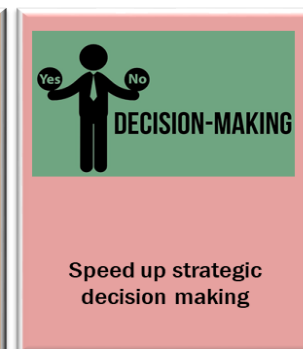 Yes No
DECISION-MAKING
Speed up strategic
decision making